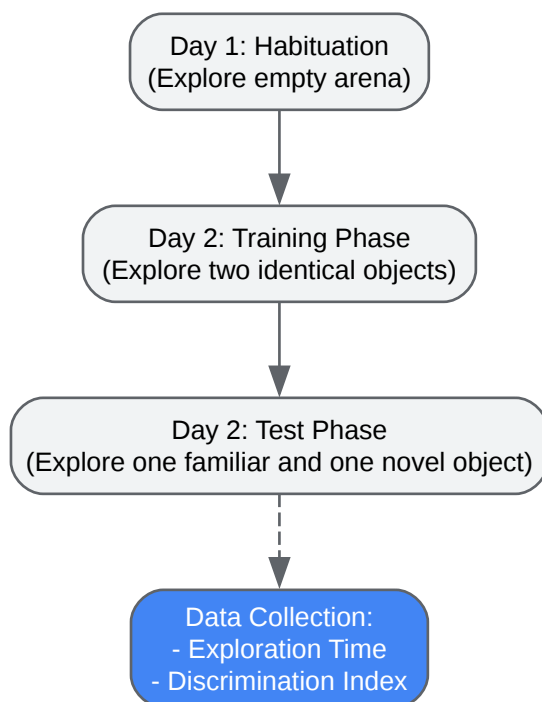 Day 1: Habituation
(Explore empty arena)
Day 2: Training Phase
(Explore two identical objects)
Day 2: Test Phase
(Explore one familiar and one novel object)
Data Collection:
- Exploration Time
- Discrimination Index